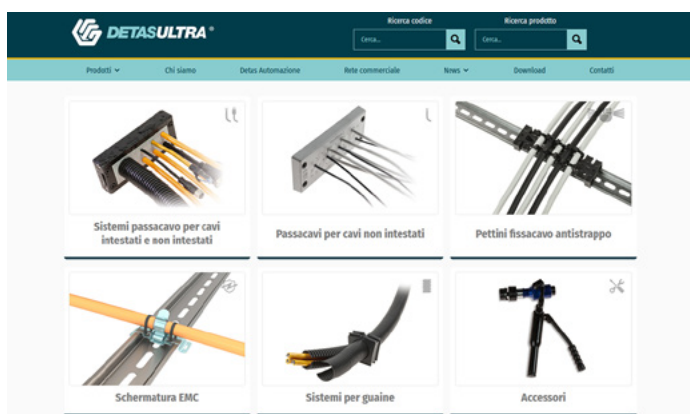 DETASULTRA®
Ricerca codice
Ricerca prodotto
Cerca...
Cerca...
Prodotti
Chi siamo
Detas Automazione
Rete commerciale
News
Download
Contatti
Sistemi passacavo per cavi
intestati e non intestati
Passacavi per cavi non intestati
Pettini fissacavo antistrappo
Schermatura EMC
Sistemi per guaine
Accessori